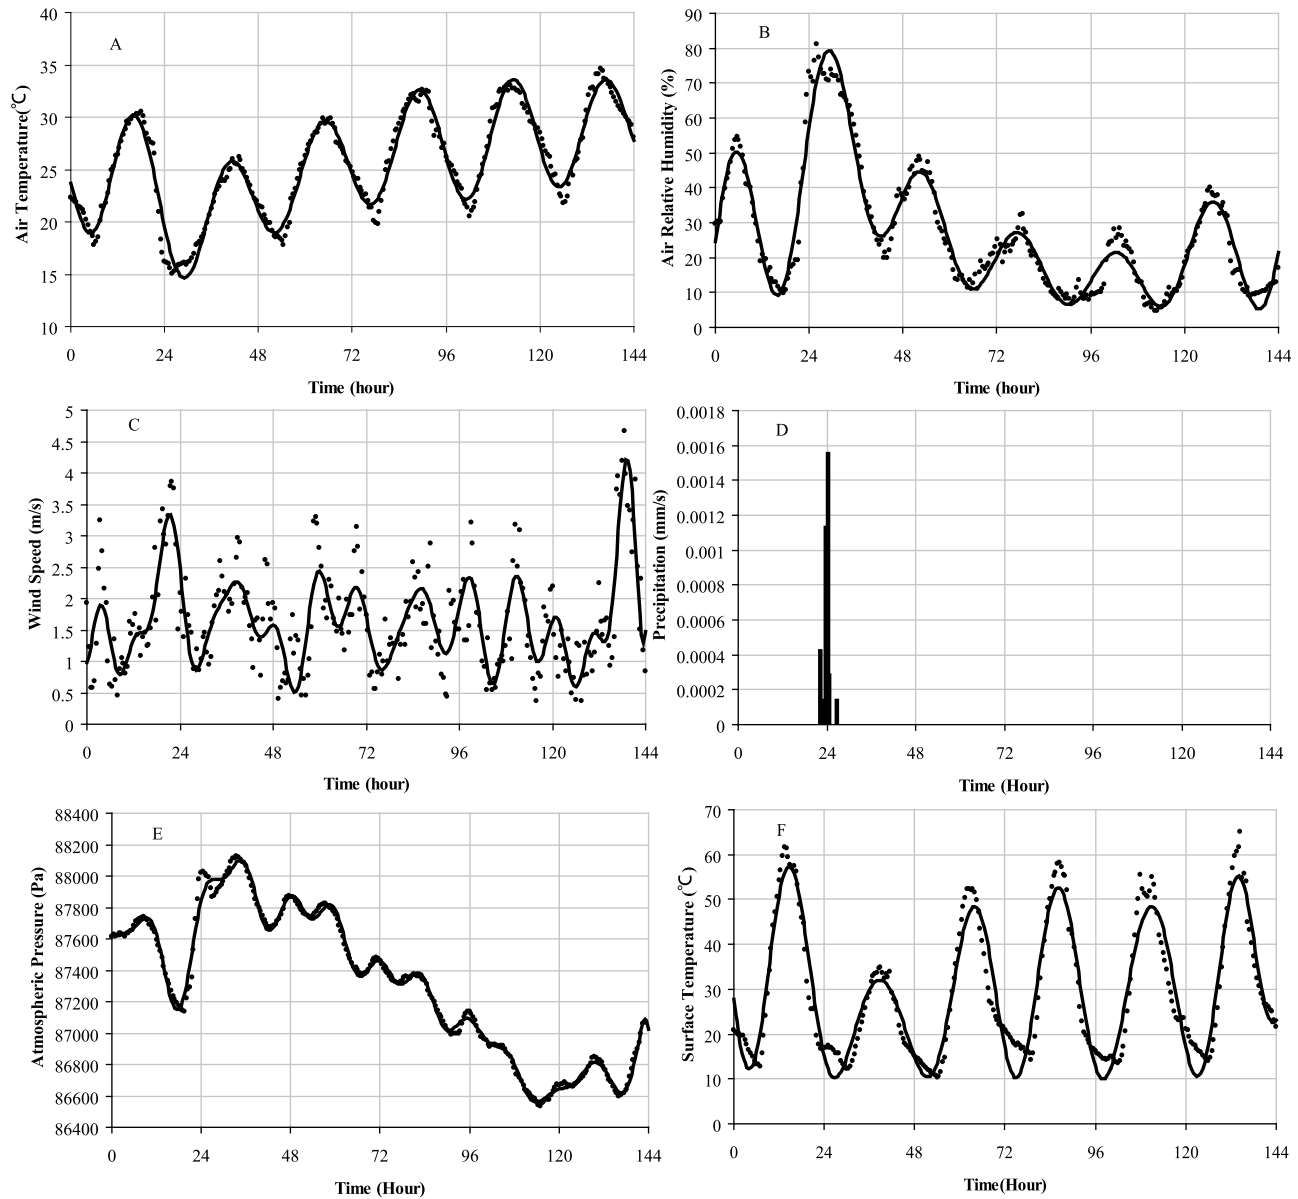 A
Air Temperature(℃)
40
35
30
25
20
15
10
0 24 48 72 96 120 144
Time (hour)
B
Air Relative Humidity (%)
90
80
70
60
50
40
30
20
10
0
0 24 48 72 96 120 144
Time (hour)
C
Wind Speed (m/s)
5
4.5
4
3.5
3
2.5
2
1.5
1
0.5
0
0 24 48 72 96 120 144
Time (hour)
D
Precipitation (mm/s)
0.0018
0.0016
0.0014
0.0012
0.001
0.0008
0.0006
0.0004
0.0002
0
0 24 48 72 96 120 144
Time (Hour)
E
Atmospheric Pressure (Pa)
88400
88200
88000
87800
87600
87400
87200
87000
86800
86600
86400
0 24 48 72 96 120 144
Time (Hour)
F
Surface Temperature (℃)
70
60
50
40
30
20
10
0
0 24 48 72 96 120 144
Time(Hour)